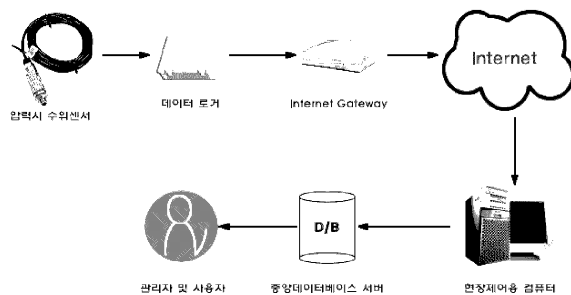 Internet
압력식 수위센서
데이터 로거
Internet Gateway
D/B
관리자 및 사용자
중앙데이터베이스 서버
현장제어용 컴퓨터